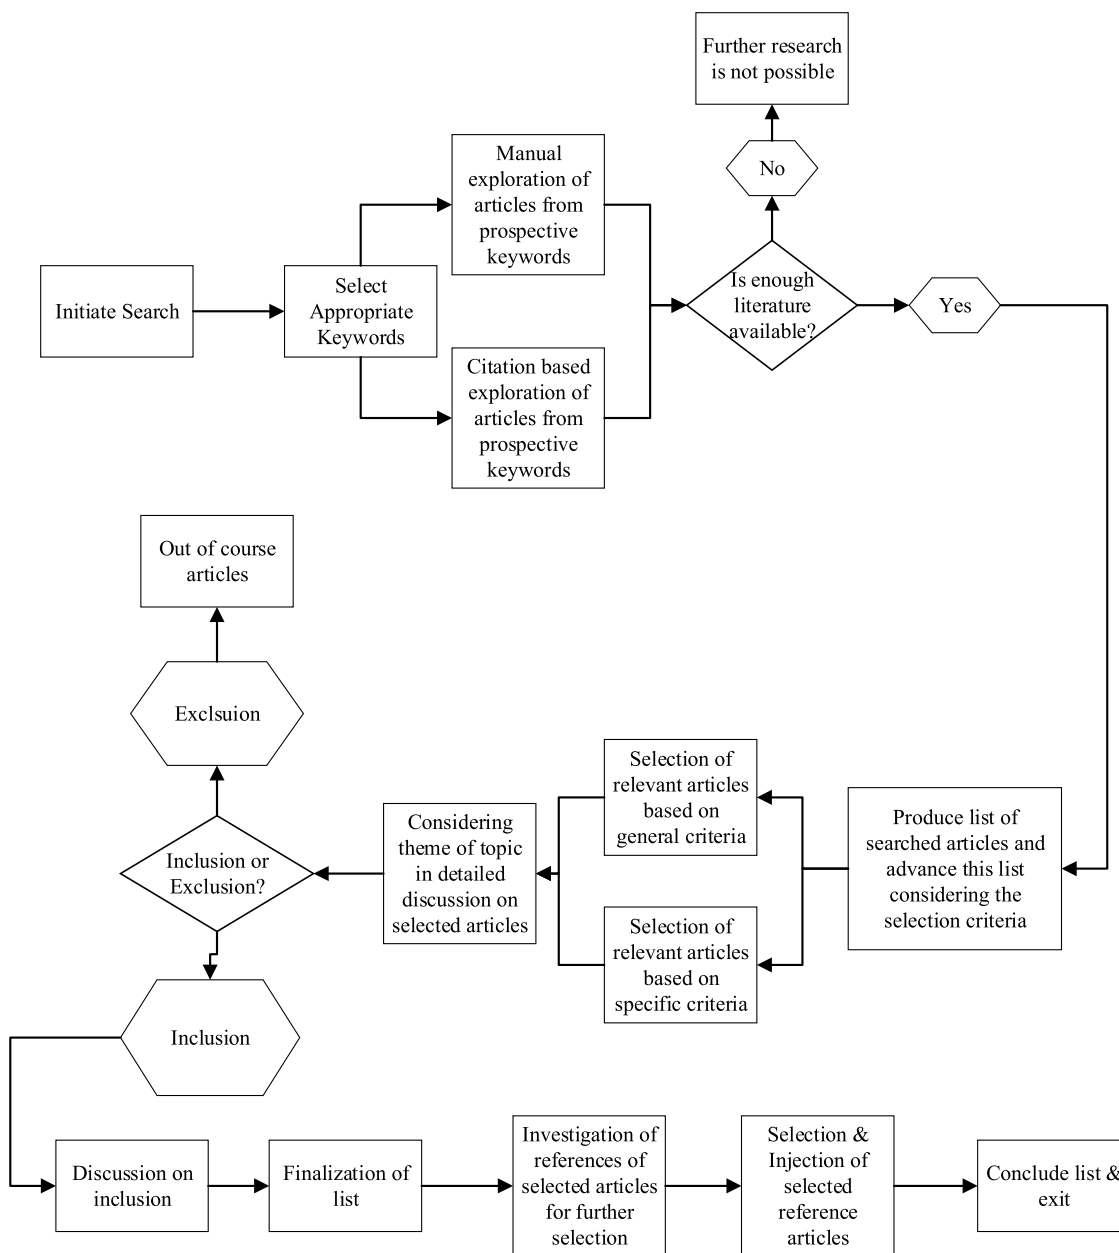 Further research
is not possible
No
Manual
exploration of
articles from
prospective
keywords
Initiate Search
Select
Appropriate
Keywords
Is enough
literature
available?
Yes
Citation based
exploration of
articles from
prospective
keywords
Out of course
articles
Exclsuion
Inclusion or
Exclusion?
Considering
theme of topic
in detailed
discussion on
selected articles
Selection of
relevant articles
based on
general criteria
Selection of
relevant articles
based on
specific criteria
Produce list of
searched articles and
advance this list
considering the
selection criteria
Inclusion
Discussion on
inclusion
Finalization of
list
Investigation of
references of
selected articles
for further
selection
Selection &
Injection of
selected
reference
articles
Conclude list &
exit